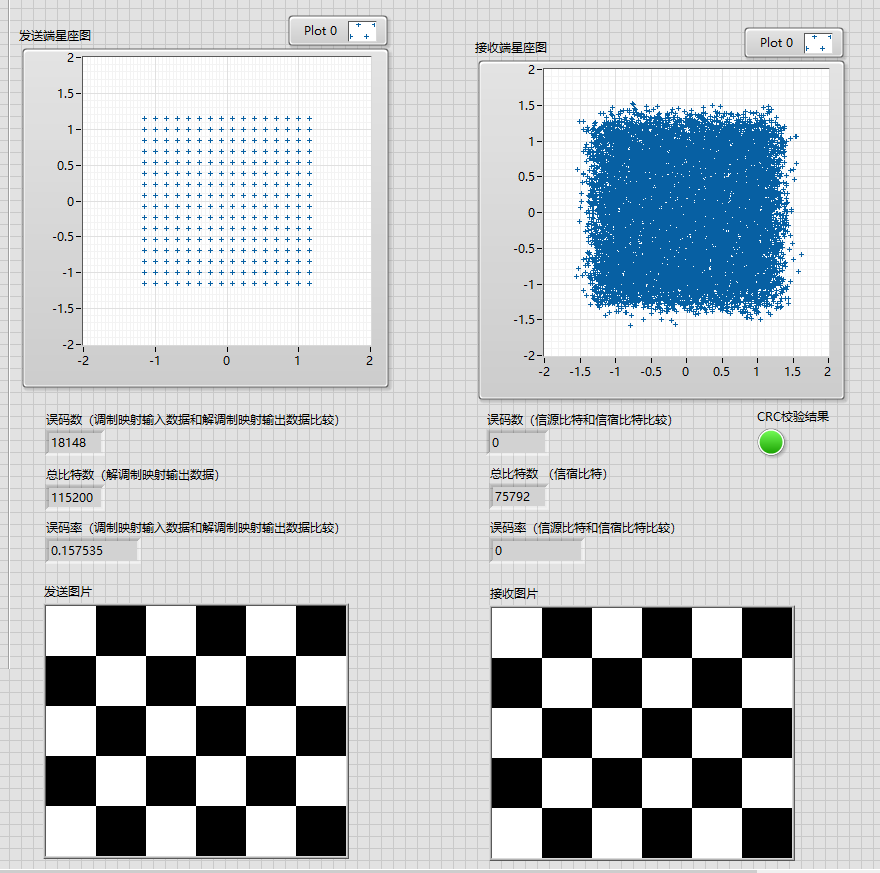 发送端星座图
Plot 0
2
1.5
1
0.5
0
-0.5
-1
-1.5
-2
-2 -1 0 1 2
接收端星座图
Plot 0
2
1.5
1
0.5
0
-0.5
-1
-1.5
-2
-2 -1.5 -1 -0.5 0 0.5 1 1.5 2
误码数（调制映射输入数据和解调制映射输出数据比较）
18148
总比特数（解调制映射输出数据）
115200
误码率（调制映射输入数据和解调制映射输出数据比较）
0.157535
误码数（信源比特和信宿比特比较）
0
总比特数 （信宿比特）
75792
误码率（信源比特和信宿比特比较）
0
CRC校验结果
发送图片
接收图片